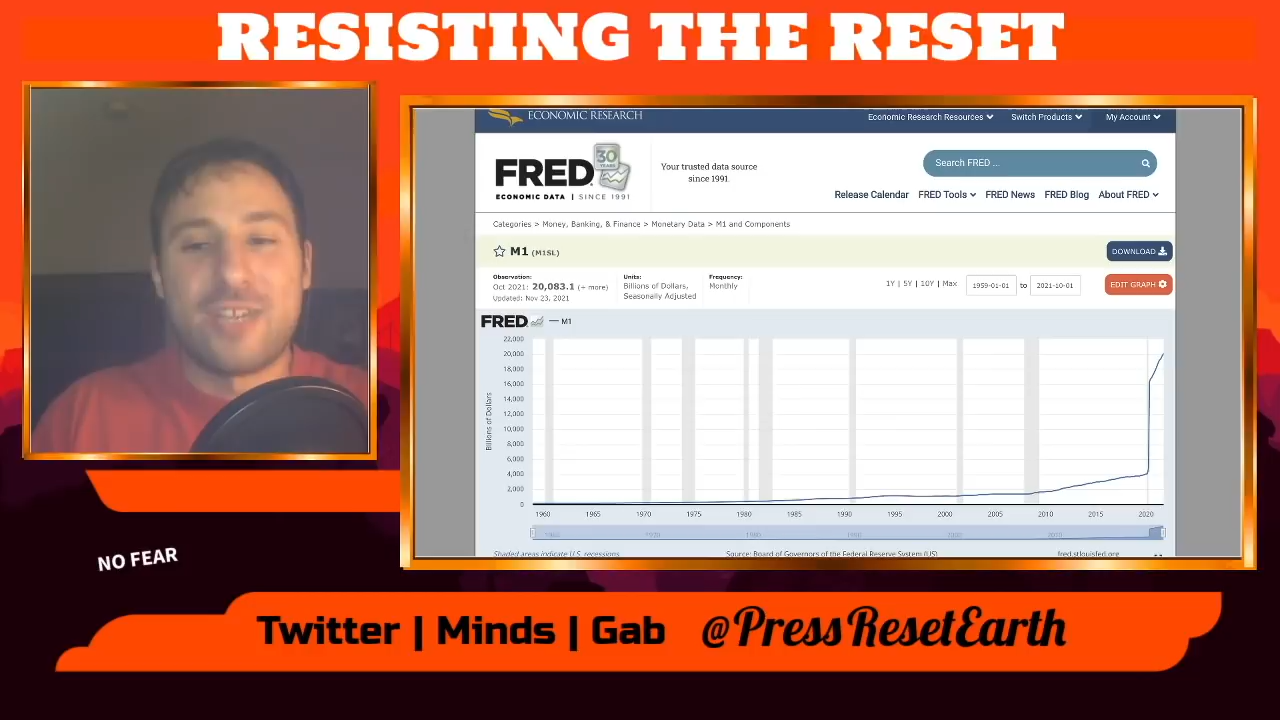 RESISTING THE RESET
ECONOMIC RESEARCH
Economic Research Resources
Switch Products
My Account
FRED
30
YEARS
ECONOMIC DATA | SINCE 1991
Your trusted data source
since 1991.
Search FRED ...
Release Calendar
FRED Tools
FRED News
FRED Blog
About FRED
Categories > Money, Banking, & Finance > Monetary Data > M1 and Components
M1 (M1SL)
DOWNLOAD
Observation:
Oct 2021: 20,083.1 (+ more)
Updated: Nov 23, 2021
Units:
Billions of Dollars,
Seasonally Adjusted
Frequency:
Monthly
1Y | 5Y | 10Y | Max
1959-01-01 to 2021-10-01
EDIT GRAPH
FRED
M1
Billions of Dollars
22,000
20,000
18,000
16,000
14,000
12,000
10,000
8,000
6,000
4,000
2,000
0
1960 1965 1970 1975 1980 1985 1990 1995 2000 2005 2010 2015 2020
Shaded areas indicate U.S. recessions.
Source: Board of Governors of the Federal Reserve System (US)
fred.stlouisfed.org
NO FEAR
Twitter | Minds | Gab @PressResetEarth